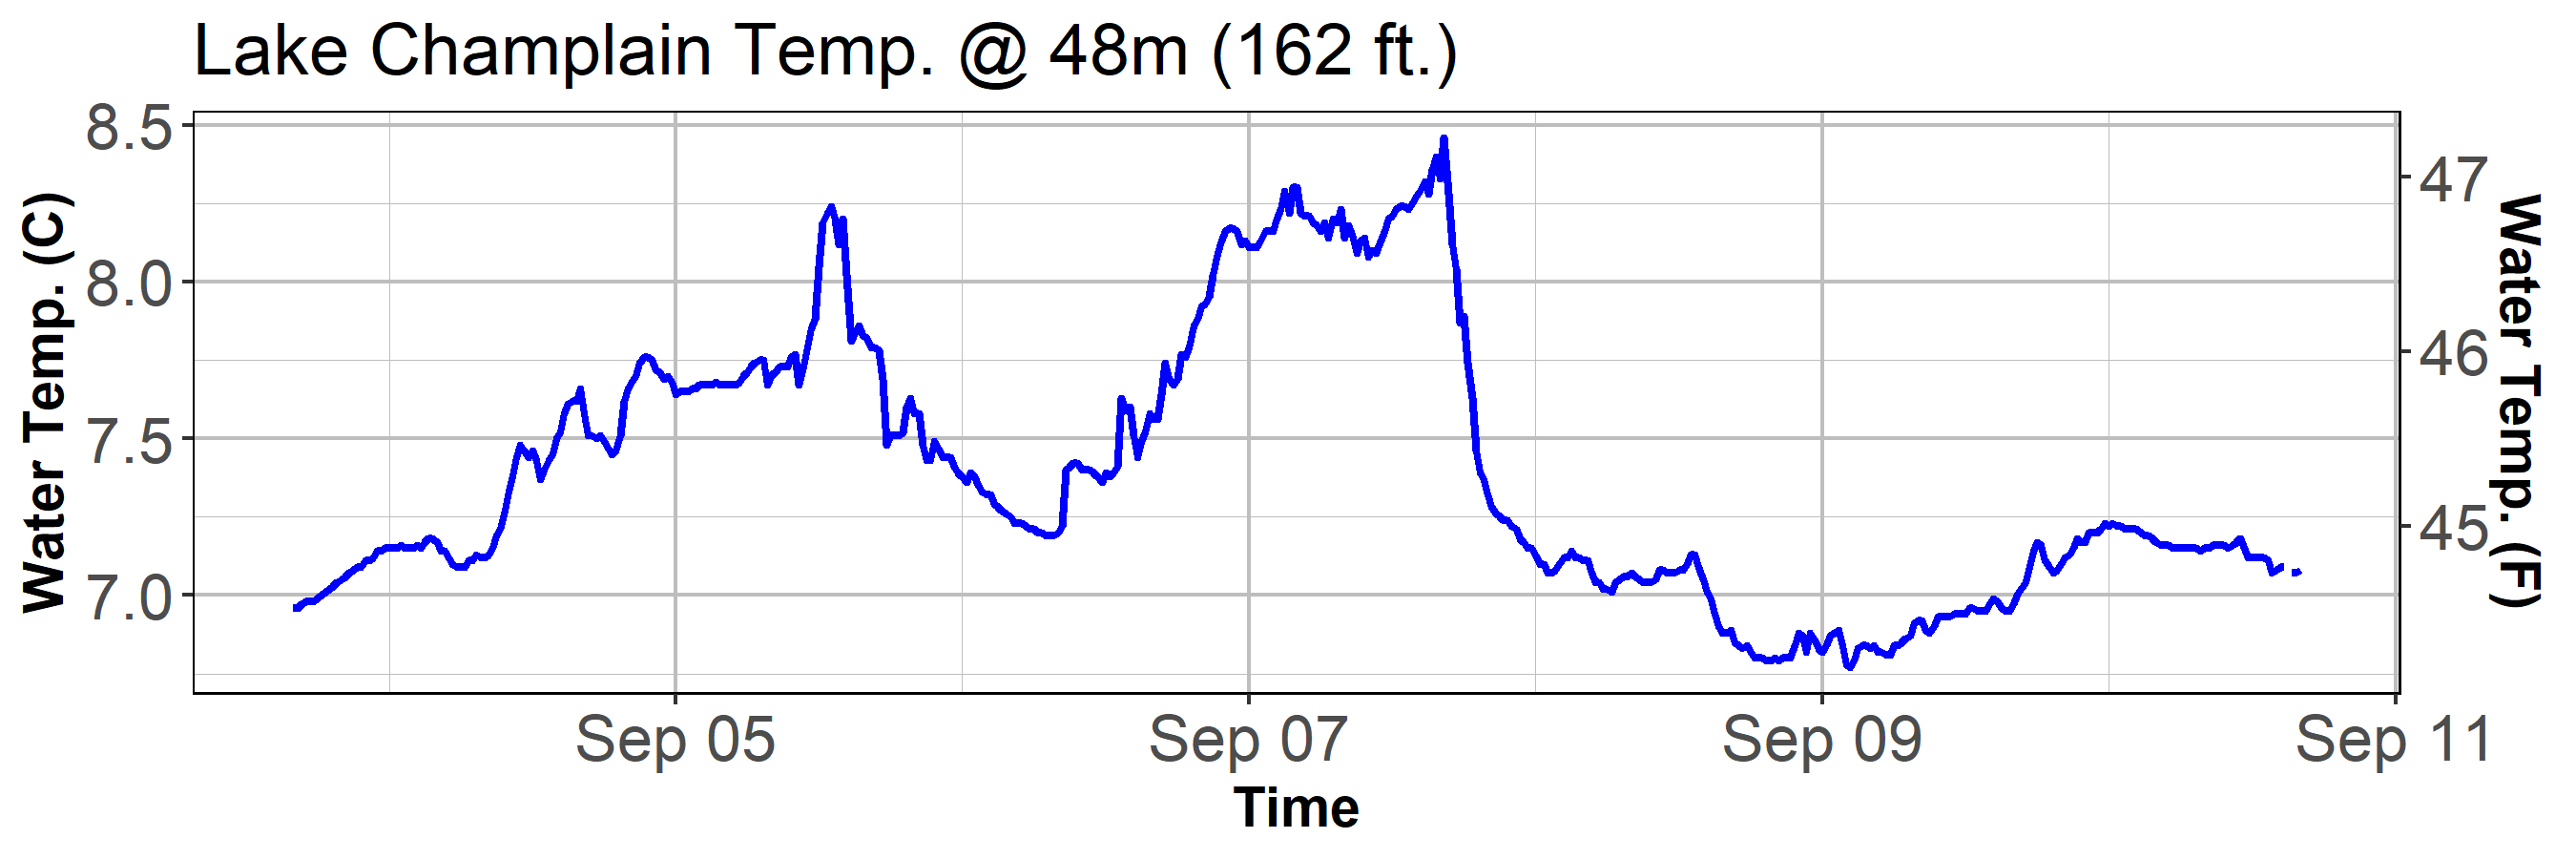 Lake Champlain Temp. @ 48m (162 ft.)
Water Temp. (C)
8.5
8.0
7.5
7.0
47
46
45
Water Temp. (F)
Sep 05
Sep 07
Sep 09
Sep 11
Time